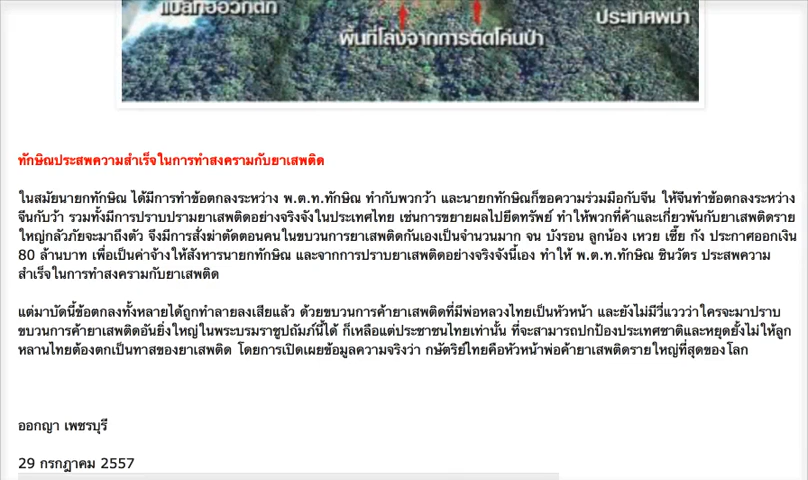 แปลกออวกตัก
ประเทศพม่า
พื้นที่โล่งจากการตัดโค่นป่า
ทักษิณประสพความสำเร็จในการทำสงครามกับยาเสพติด
ในสมัยนายกทักษิณ ได้มีการทำข้อตกลงระหว่าง พ.ต.ท.ทักษิณ ทำกับพวกว้า และนายกทักษิณก็ขอความร่วมมือกับจีน ให้จีนทำข้อตกลงระหว่าง
จีนกับว้า รวมทั้งมีการปราบปรามยาเสพติดอย่างจริงจังในประเทศไทย เช่นการขยายผลไปยึดทรัพย์ ทำให้พวกที่ค้าและเกี่ยวพันกับยาเสพติดราย
ใหญ่กลัวภัยจะมาถึงตัว จึงมีการสั่งฆ่าตัดตอนคนในขบวนการยาเสพติดกันเองเป็นจำนวนมาก จน บังรอน ลูกน้อง เหวย เซี๊ย กัง ประกาศออกเงิน
80 ล้านบาท เพื่อเป็นค่าจ้างให้สังหารนายกทักษิณ และจากการปราบยาเสพติดอย่างจริงจังนี้เอง ทำให้ พ.ต.ท.ทักษิณ ชินวัตร ประสพความ
สำเร็จในการทำสงครามกับยาเสพติด
แต่มาบัดนี้ข้อตกลงทั้งหลายได้ถูกทำลายลงเสียแล้ว ด้วยขบวนการค้ายาเสพติดที่มีพ่อหลวงไทยเป็นหัวหน้า และยังไม่มีวี่แววว่าใครจะมาปราบ
ขบวนการค้ายาเสพติดอันยิ่งใหญ่ในพระบรมราชูปถัมภ์นี้ได้ ก็เหลือแต่ประชาชนไทยเท่านั้น ที่จะสามารถปกป้องประเทศชาติและหยุดยั้งไม่ให้ลูก
หลานไทยต้องตกเป็นทาสของยาเสพติด โดยการเปิดเผยข้อมูลความจริงว่า กษัตริย์ไทยคือหัวหน้าพ่อค้ายาเสพติดรายใหญ่ที่สุดของโลก
ออกญา เพชรบุรี
29 กรกฎาคม 2557